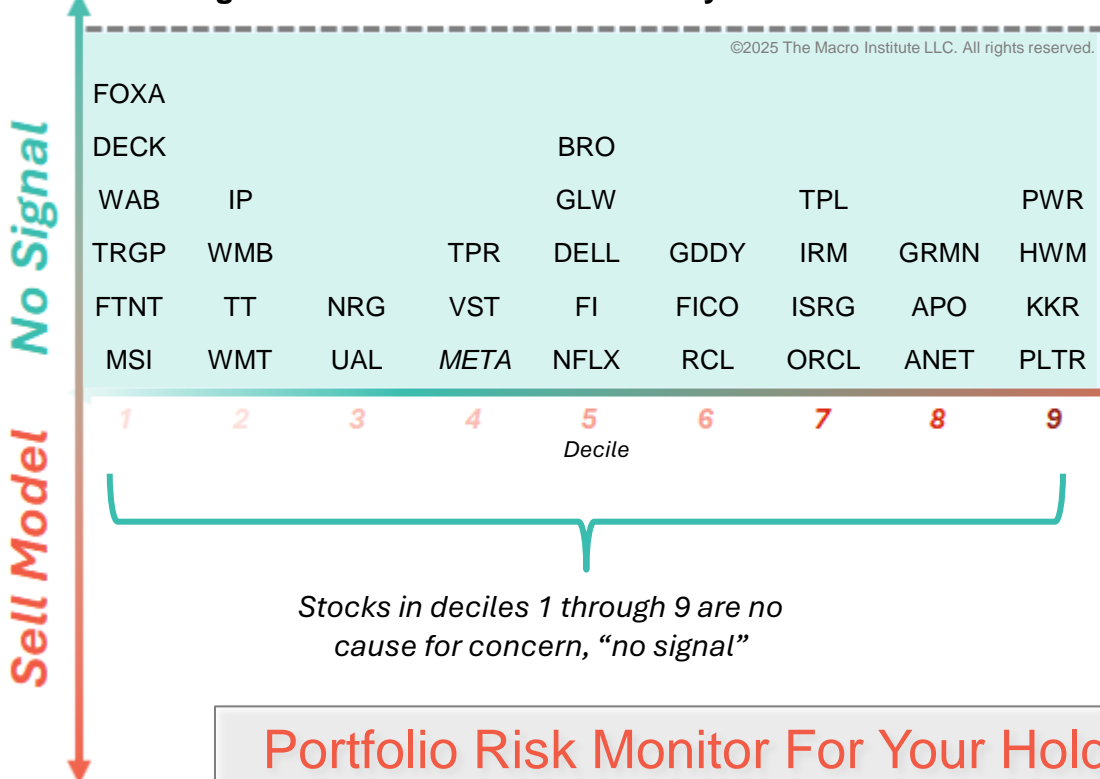 ©2025 The Macro Institute LLC. All rights reserved.
No Signal
Sell Model
FOXA
DECK BRO
WAB IP GLW TPL PWR
TRGP WMB TPR DELL GDDY IRM GRMN HWM
FTNT TT NRG VST FI FICO ISRG APO KKR
MSI WMT UAL META NFLX RCL ORCL ANET PLTR
1 2 3 4 5 6 7 8 9
Decile
Stocks in deciles 1 through 9 are no
cause for concern, “no signal”
Portfolio Risk Monitor For Your